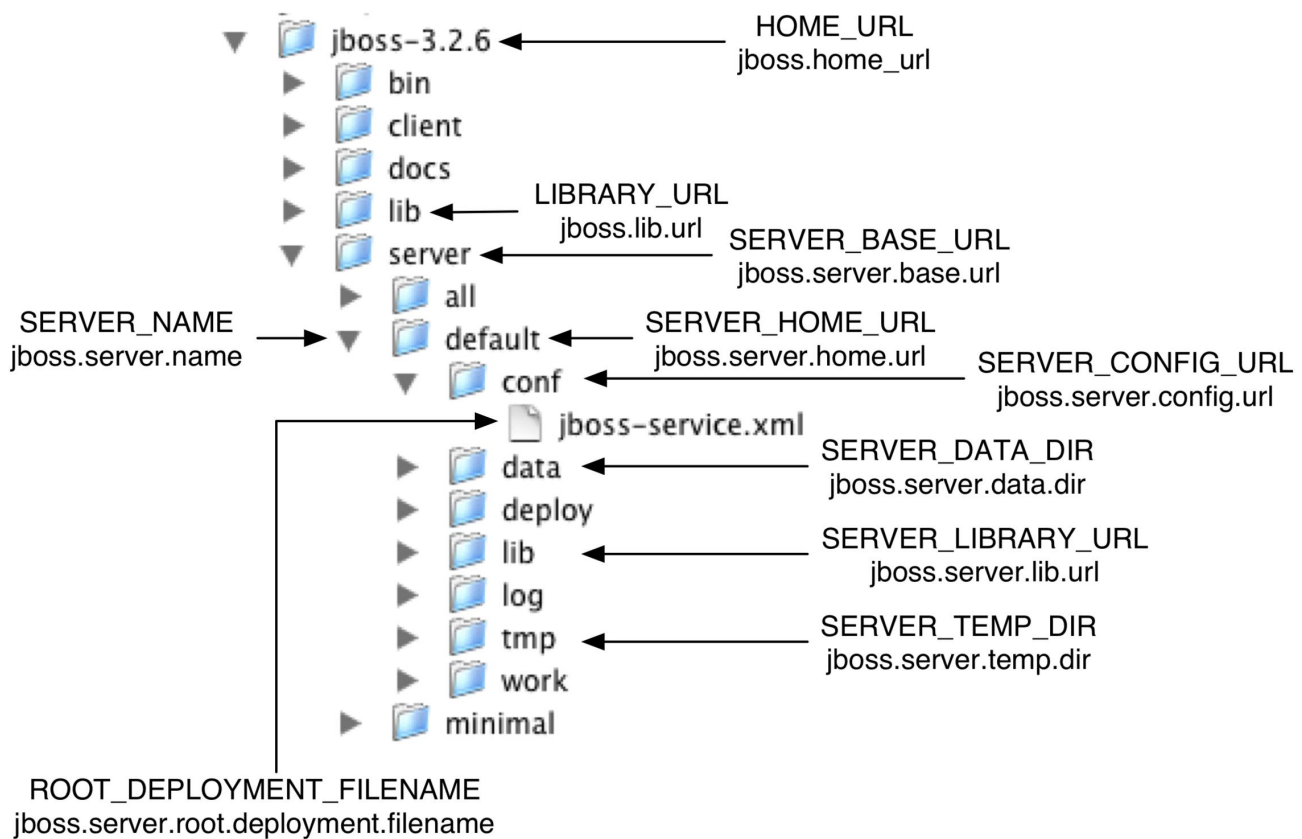 HOME_URL
jboss-3.2.6
jboss.home_url
bin
client
docs
LIBRARY_URL
lib
jboss.lib.url
SERVER_BASE_URL
server
jboss.server.base.url
all
SERVER_NAME
jboss.server.name
default
SERVER_HOME_URL
jboss.server.home.url
SERVER_CONFIG_URL
conf
jboss.server.config.url
jboss-service.xml
SERVER_DATA_DIR
data
jboss.server.data.dir
deploy
SERVER_LIBRARY_URL
lib
jboss.server.lib.url
log
SERVER_TEMP_DIR
tmp
jboss.server.temp.dir
work
minimal
ROOT_DEPLOYMENT_FILENAME
jboss.server.root.deployment.filename